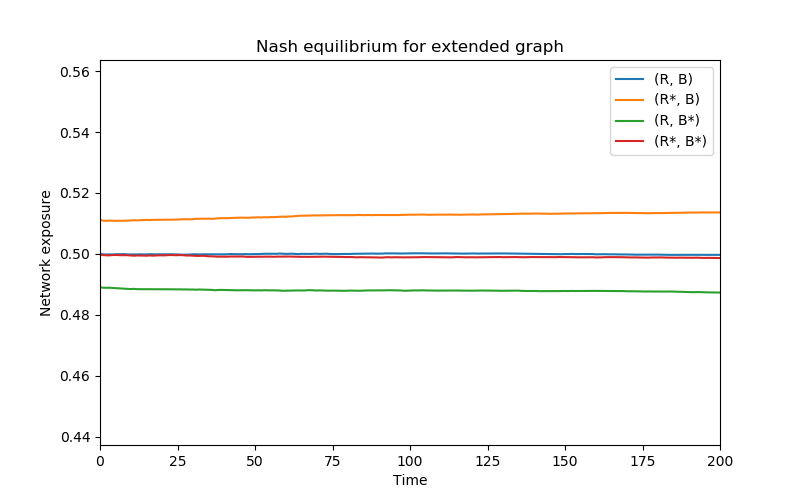 Nash equilibrium for extended graph
(R, B)
(R*, B)
(R, B*)
(R*, B*)
Network exposure
0.56
0.54
0.52
0.50
0.48
0.46
0.44
0 25 50 75 100 125 150 175 200
Time